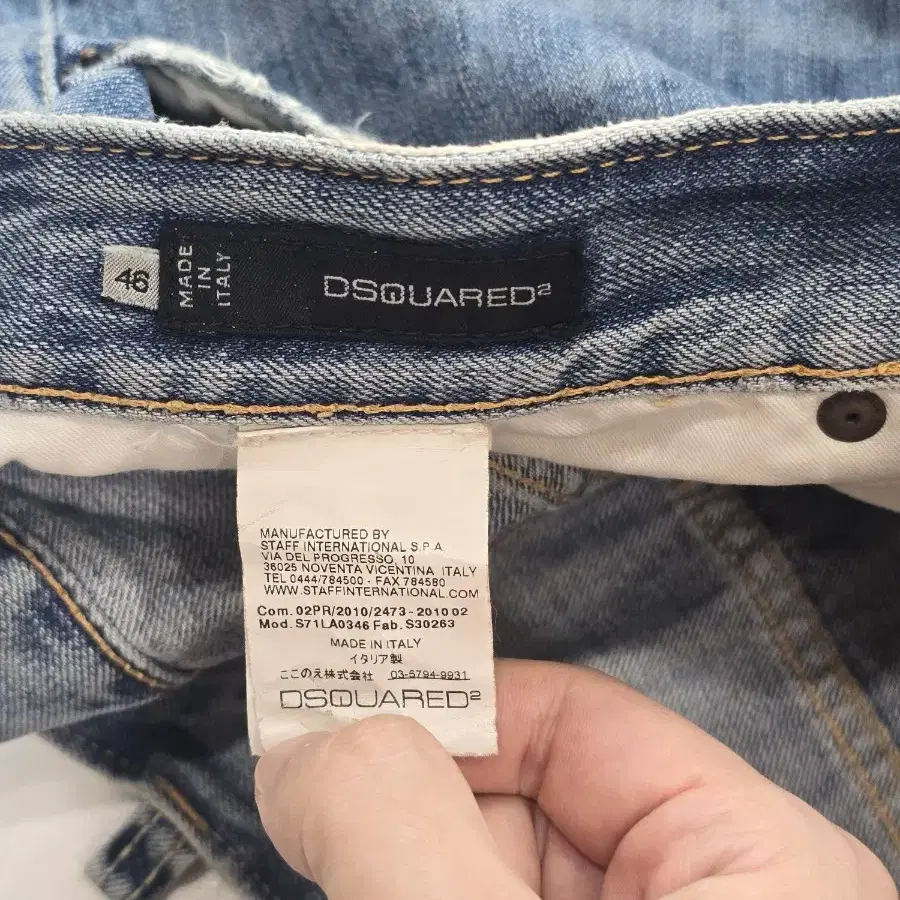 46
MADE
IN
ITALY
DSQUARED2
MANUFACTURED BY
STAFF INTERNATIONAL S.P.A
VIA DEL PROGRESSO, 10
36025 NOVENTA VICENTINA ITALY
TEL 0444/784500 - FAX 784580
WWW.STAFFINTERNATIONAL.COM
Com. 02PR/2010/2473 - 2010 02
Mod. S71LA0346 Fab. S30263
MADE IN ITALY
イタリア製
ここのえ株式会社 03-5794-9931
DSQUARED2